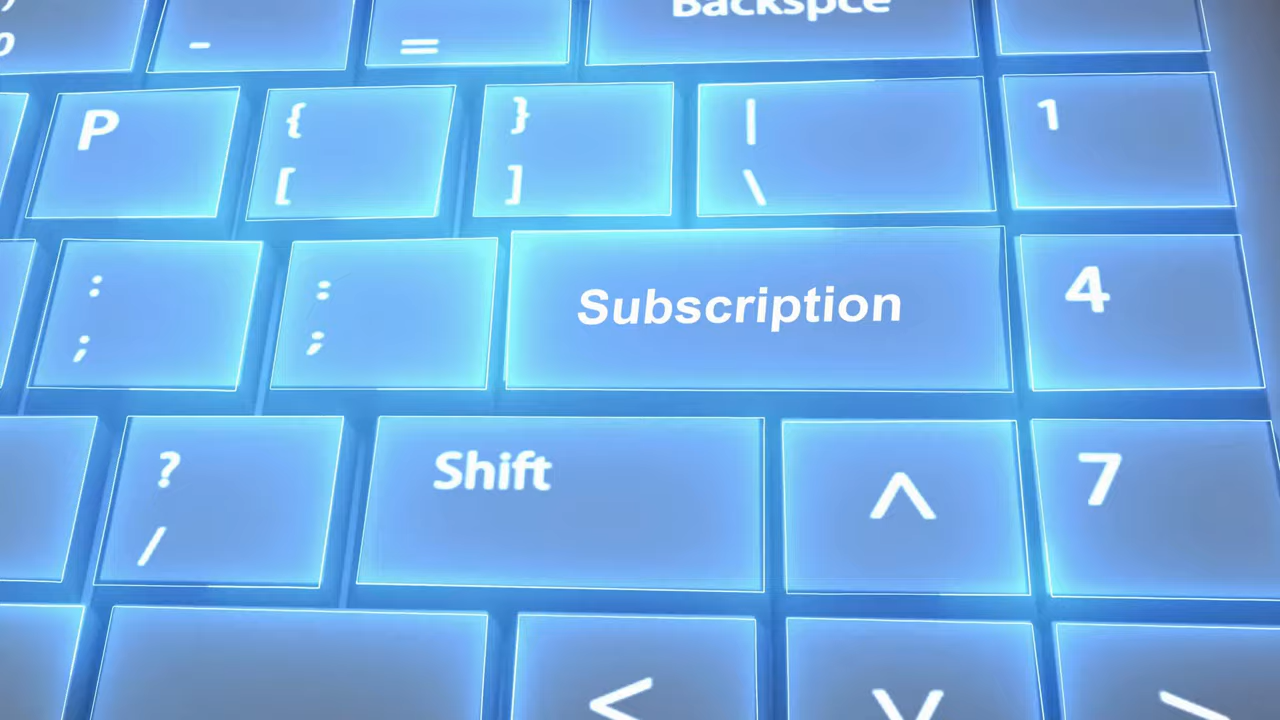 - = Backspce
P { } | 1
[ ] \
: : Subscription 4
; ;
? Shift ^ 7
/
< v >